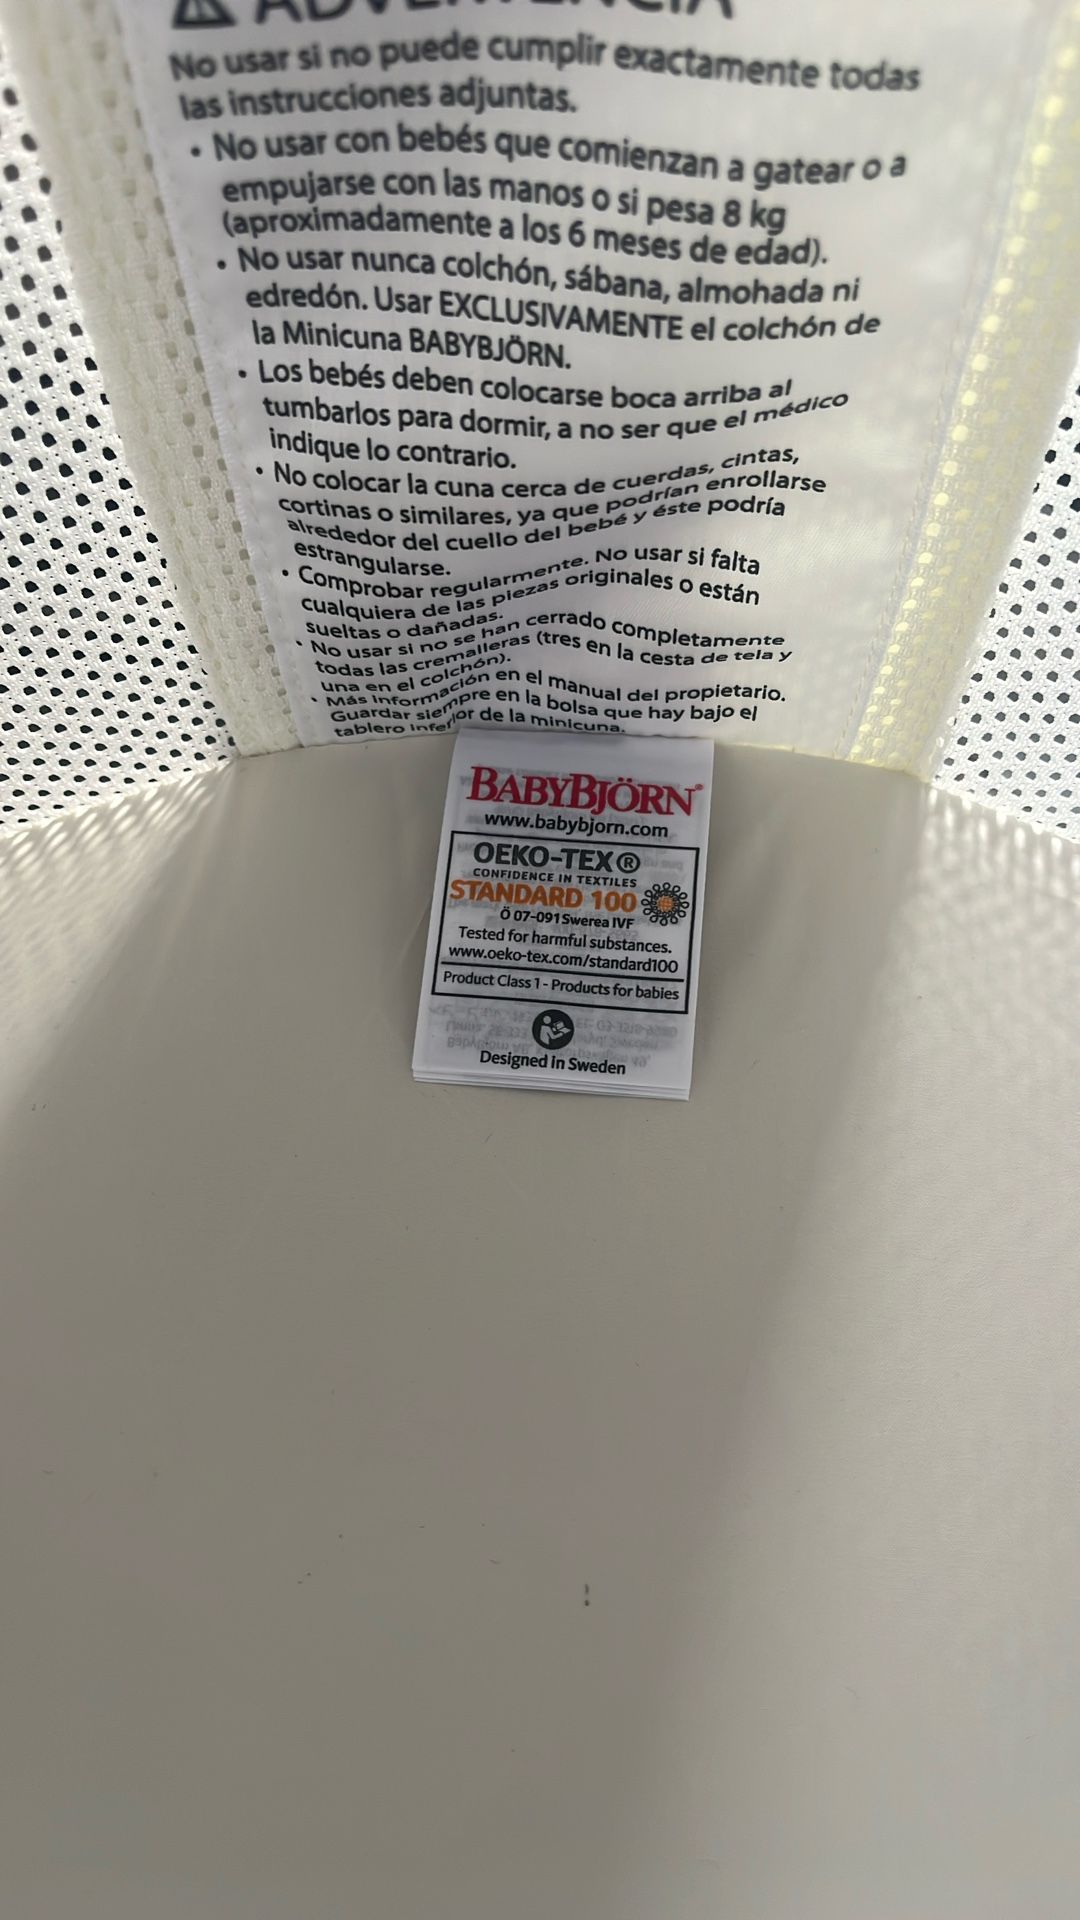 ADVERTENCIA
No usar si no puede cumplir exactamente todas
las instrucciones adjuntas.
• No usar con bebés que comienzan a gatear o a
empujarse con las manos o si pesa 8 kg
(aproximadamente a los 6 meses de edad).
• No usar nunca colchón, sábana, almohada ni
edredón. Usar EXCLUSIVAMENTE el colchón de
la Minicuna BABYBJÖRN.
• Los bebés deben colocarse boca arriba al
tumbarlos para dormir, a no ser que el médico
indique lo contrario.
• No colocar la cuna cerca de cuerdas, cintas,
cortinas o similares, ya que podrían enrollarse
alrededor del cuello del bebé y éste podría
estrangularse.
• Comprobar regularmente. No usar si falta
cualquiera de las piezas originales o están
sueltas o dañadas.
• No usar si no se han cerrado completamente
todas las cremalleras (tres en la cesta de tela y
una en el colchón).
• Más información en el manual del propietario.
Guardar siempre en la bolsa que hay bajo el
tablero inferior de la minicuna.
BABYBJÖRN®
www.babybjorn.com
OEKO-TEX®
CONFIDENCE IN TEXTILES
STANDARD 100
Ö 07-091 Swerea IVF
Tested for harmful substances.
www.oeko-tex.com/standard100
Product Class 1 - Products for babies
Designed in Sweden